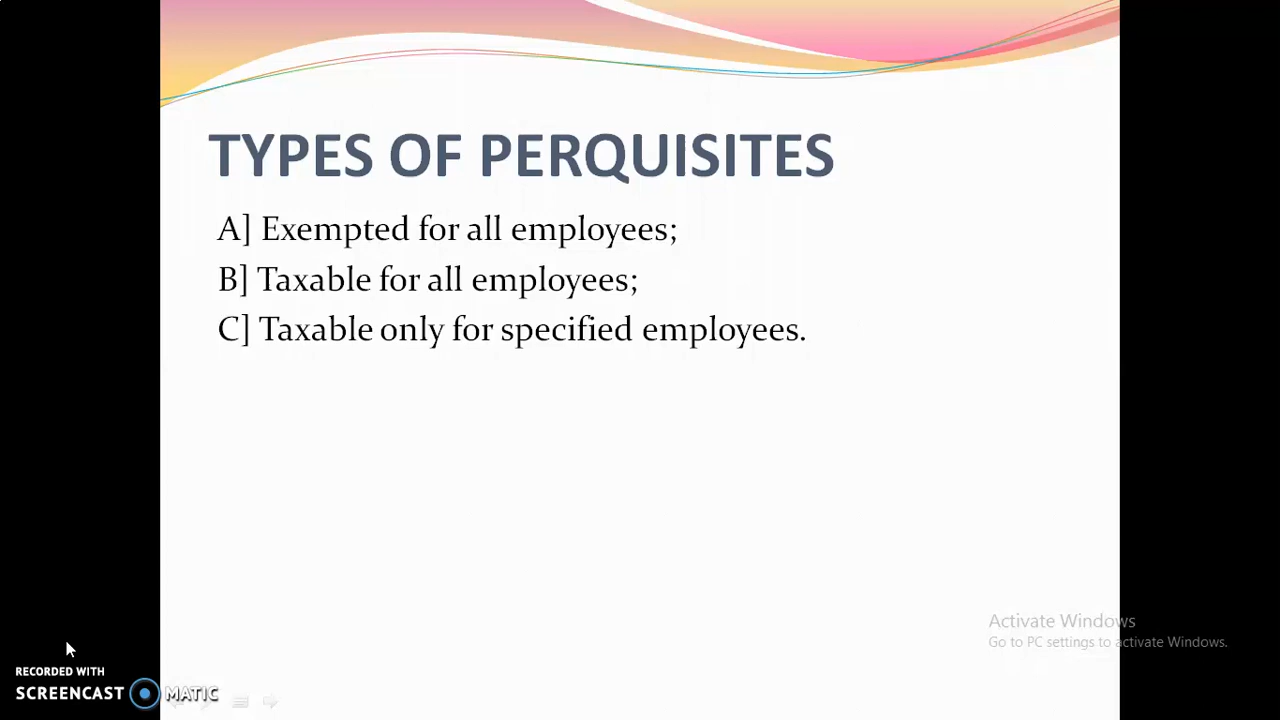 TYPES OF PERQUISITES
A] Exempted for all employees;
B] Taxable for all employees;
C] Taxable only for specified employees.
Activate Windows
Go to PC settings to activate Windows.
RECORDED WITH
SCREENCAST MATIC